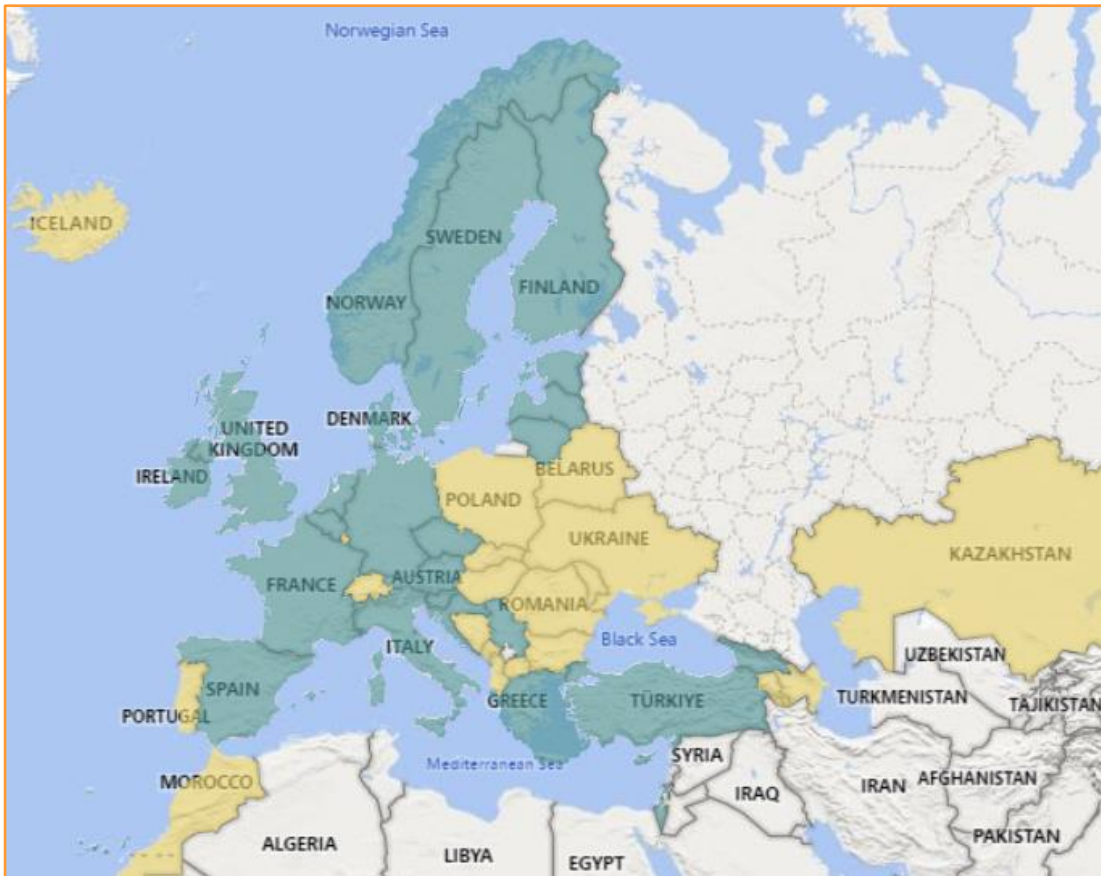 Norwegian Sea
ICELAND
SWEDEN
FINLAND
NORWAY
DENMARK
UNITED
KINGDOM
IRELAND
BELARUS
POLAND
UKRAINE
KAZAKHSTAN
FRANCE
AUSTRIA
ROMANIA
Black Sea
ITALY
UZBEKISTAN
SPAIN
GREECE
TÜRKIYE
TURKMENISTAN
TAJIKISTAN
PORTUGAL
SYRIA
Mediterranean Sea
MOROCCO
IRAQ
IRAN
AFGHANISTAN
PAKISTAN
ALGERIA
LIBYA
EGYPT